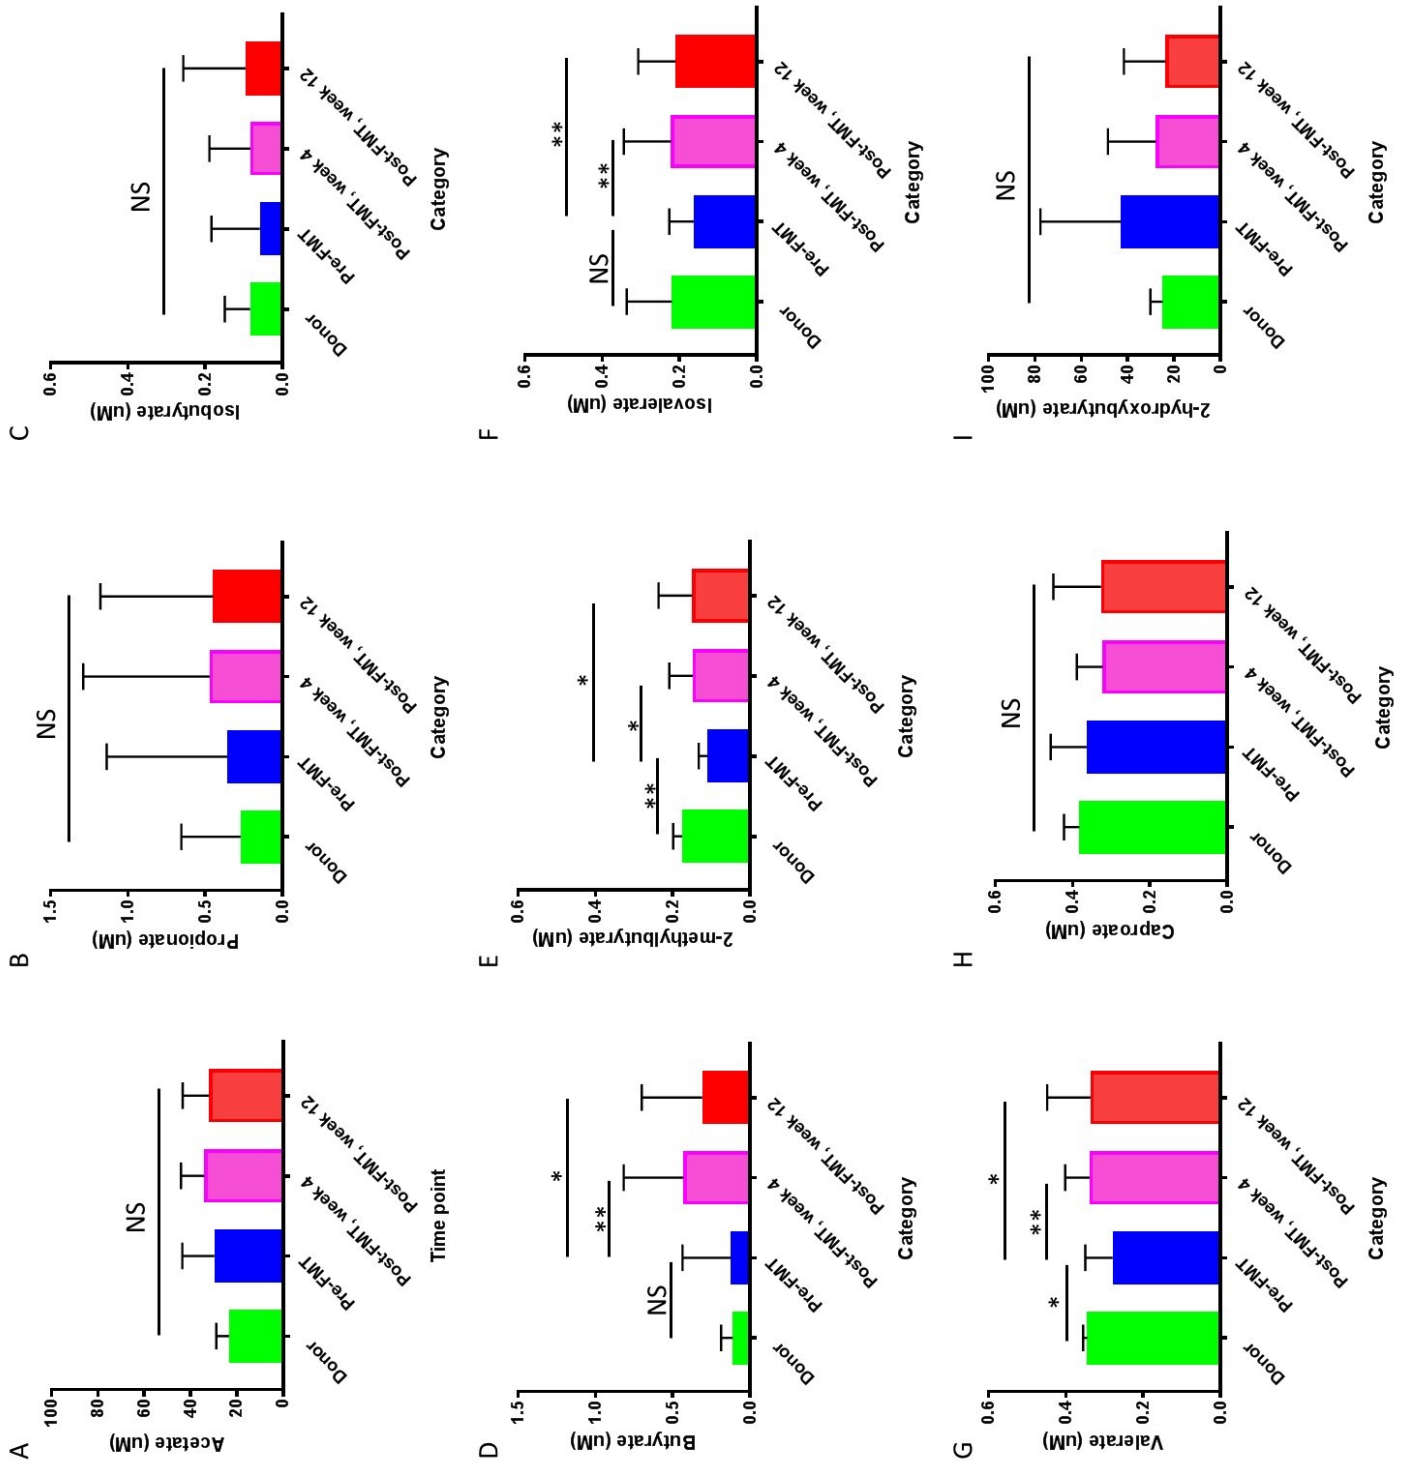 A
Acetate (uM)
100
80
60
40
20
0
NS
Donor
Pre-FMT
Post-FMT, week 4
Post-FMT, week 12
Time point
B
Propionate (uM)
1.5
1.0
0.5
0.0
NS
Donor
Pre-FMT
Post-FMT, week 4
Post-FMT, week 12
Category
C
Isobutyrate (uM)
0.6
0.4
0.2
0.0
NS
Donor
Pre-FMT
Post-FMT, week 4
Post-FMT, week 12
Category
D
Butyrate (uM)
1.5
1.0
0.5
0.0
*
**
NS
Donor
Pre-FMT
Post-FMT, week 4
Post-FMT, week 12
Category
E
2-methylbutyrate (uM)
0.6
0.4
0.2
0.0
*
*
**
Donor
Pre-FMT
Post-FMT, week 4
Post-FMT, week 12
Category
F
Isovalerate (uM)
0.6
0.4
0.2
0.0
**
**
NS
Donor
Pre-FMT
Post-FMT, week 4
Post-FMT, week 12
Category
G
Valerate (uM)
0.6
0.4
0.2
0.0
*
**
*
Donor
Pre-FMT
Post-FMT, week 4
Post-FMT, week 12
Category
H
Caproate (uM)
0.6
0.4
0.2
0.0
NS
Donor
Pre-FMT
Post-FMT, week 4
Post-FMT, week 12
Category
I
2-hydroxybutyrate (uM)
100
80
60
40
20
0
NS
Donor
Pre-FMT
Post-FMT, week 4
Post-FMT, week 12
Category